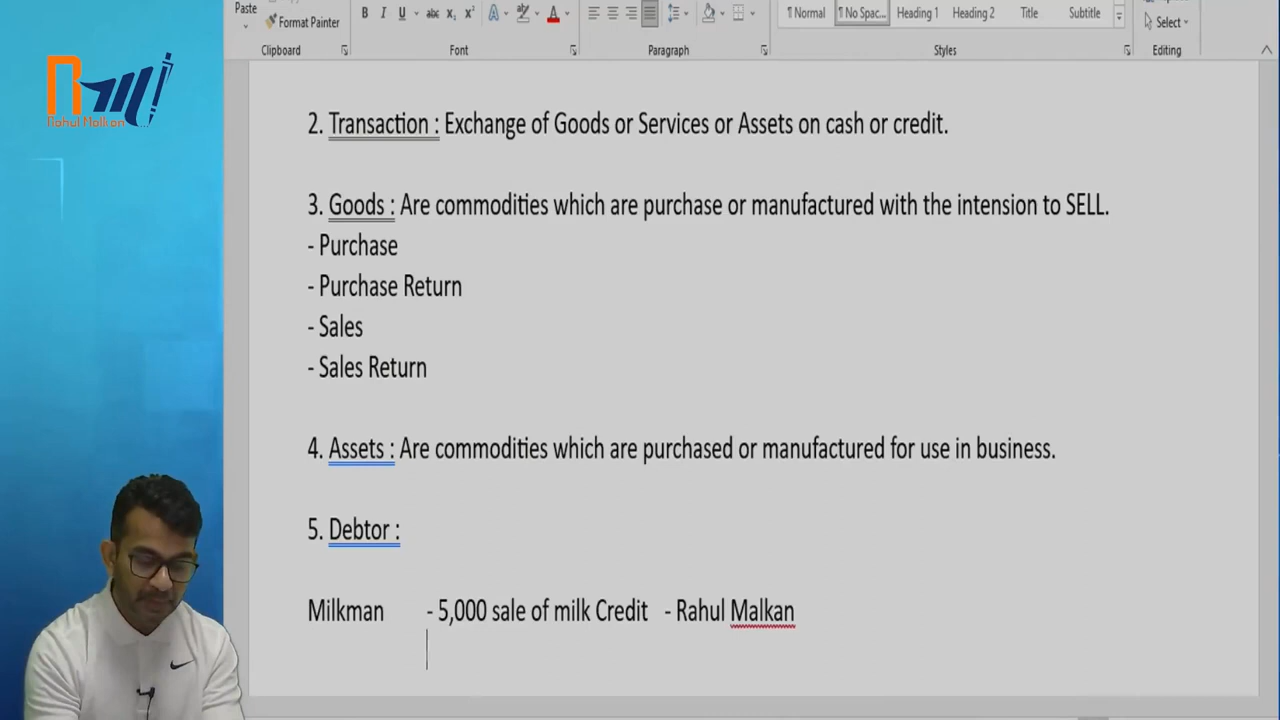 Paste
Format Painter
B I U abc x₂ x² A A
¶ Normal
¶ No Spac...
Heading 1
Heading 2
Title
Subtitle
Select
Clipboard
Font
Paragraph
Styles
Editing
Rahul Malkan
2. Transaction : Exchange of Goods or Services or Assets on cash or credit.
3. Goods : Are commodities which are purchase or manufactured with the intension to SELL.
- Purchase
- Purchase Return
- Sales
- Sales Return
4. Assets : Are commodities which are purchased or manufactured for use in business.
5. Debtor :
Milkman - 5,000 sale of milk Credit - Rahul Malkan